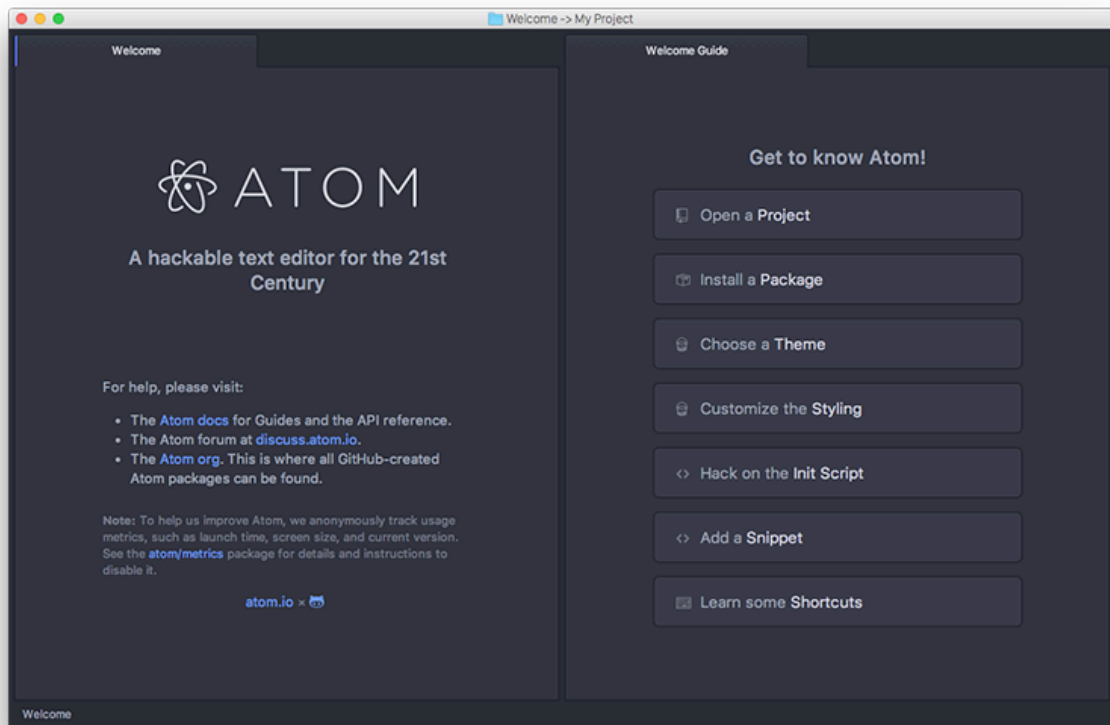 Welcome -> My Project
Welcome
Welcome Guide
ATOM
A hackable text editor for the 21st
Century
For help, please visit:
• The Atom docs for Guides and the API reference.
• The Atom forum at discuss.atom.io.
• The Atom org. This is where all GitHub-created
Atom packages can be found.
Note: To help us improve Atom, we anonymously track usage
metrics, such as launch time, screen size, and current version.
See the atom/metrics package for details and instructions to
disable it.
atom.io ×
Get to know Atom!
Open a Project
Install a Package
Choose a Theme
Customize the Styling
<> Hack on the Init Script
<> Add a Snippet
Learn some Shortcuts
Welcome